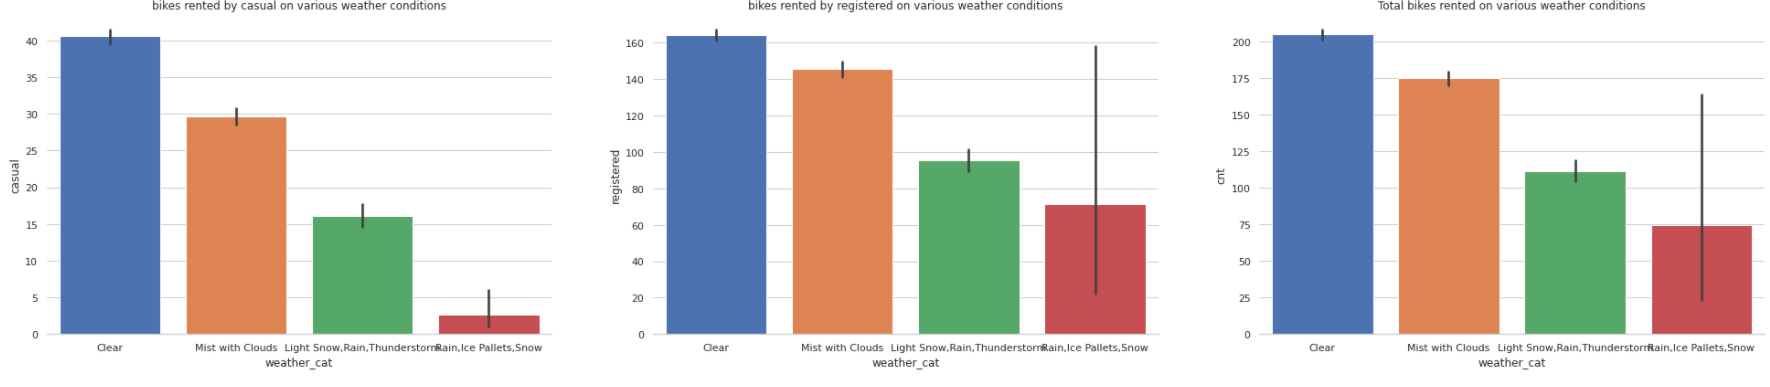 bikes rented by casual on various weather conditions
40
35
30
25
20
15
10
5
0
casual
Clear
Mist with Clouds
Light Snow,Rain,Thunderstorm
Rain,Ice Pallets,Snow
weather_cat
bikes rented by registered on various weather conditions
160
140
120
100
80
60
40
20
0
registered
Clear
Mist with Clouds
Light Snow,Rain,Thunderstorm
Rain,Ice Pallets,Snow
weather_cat
Total bikes rented on various weather conditions
200
175
150
125
100
75
50
25
0
cnt
Clear
Mist with Clouds
Light Snow,Rain,Thunderstorm
Rain,Ice Pallets,Snow
weather_cat